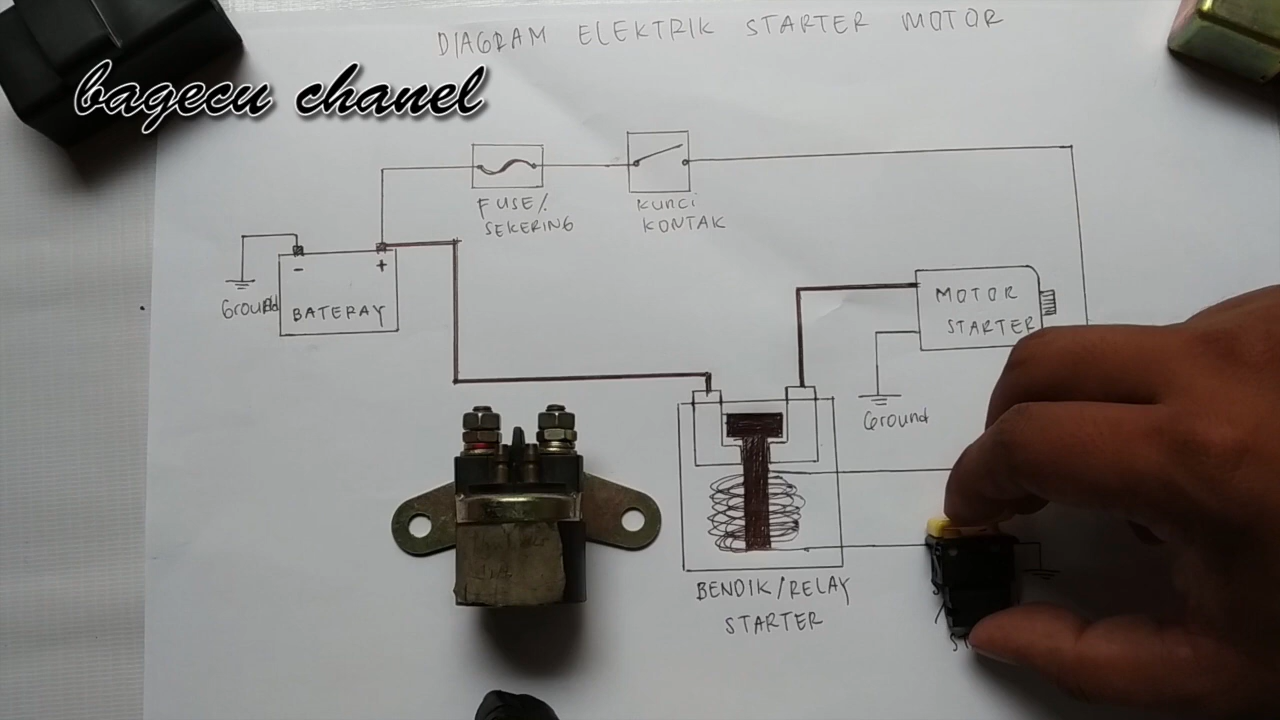 DIAGRAM ELEKTRIK STARTER MOTOR
bagecu chanel
FUSE/
SEKERING
KUNCI
KONTAK
-
+
Ground
BATERAY
MOTOR
STARTER
Ground
BENDIK/RELAY
STARTER